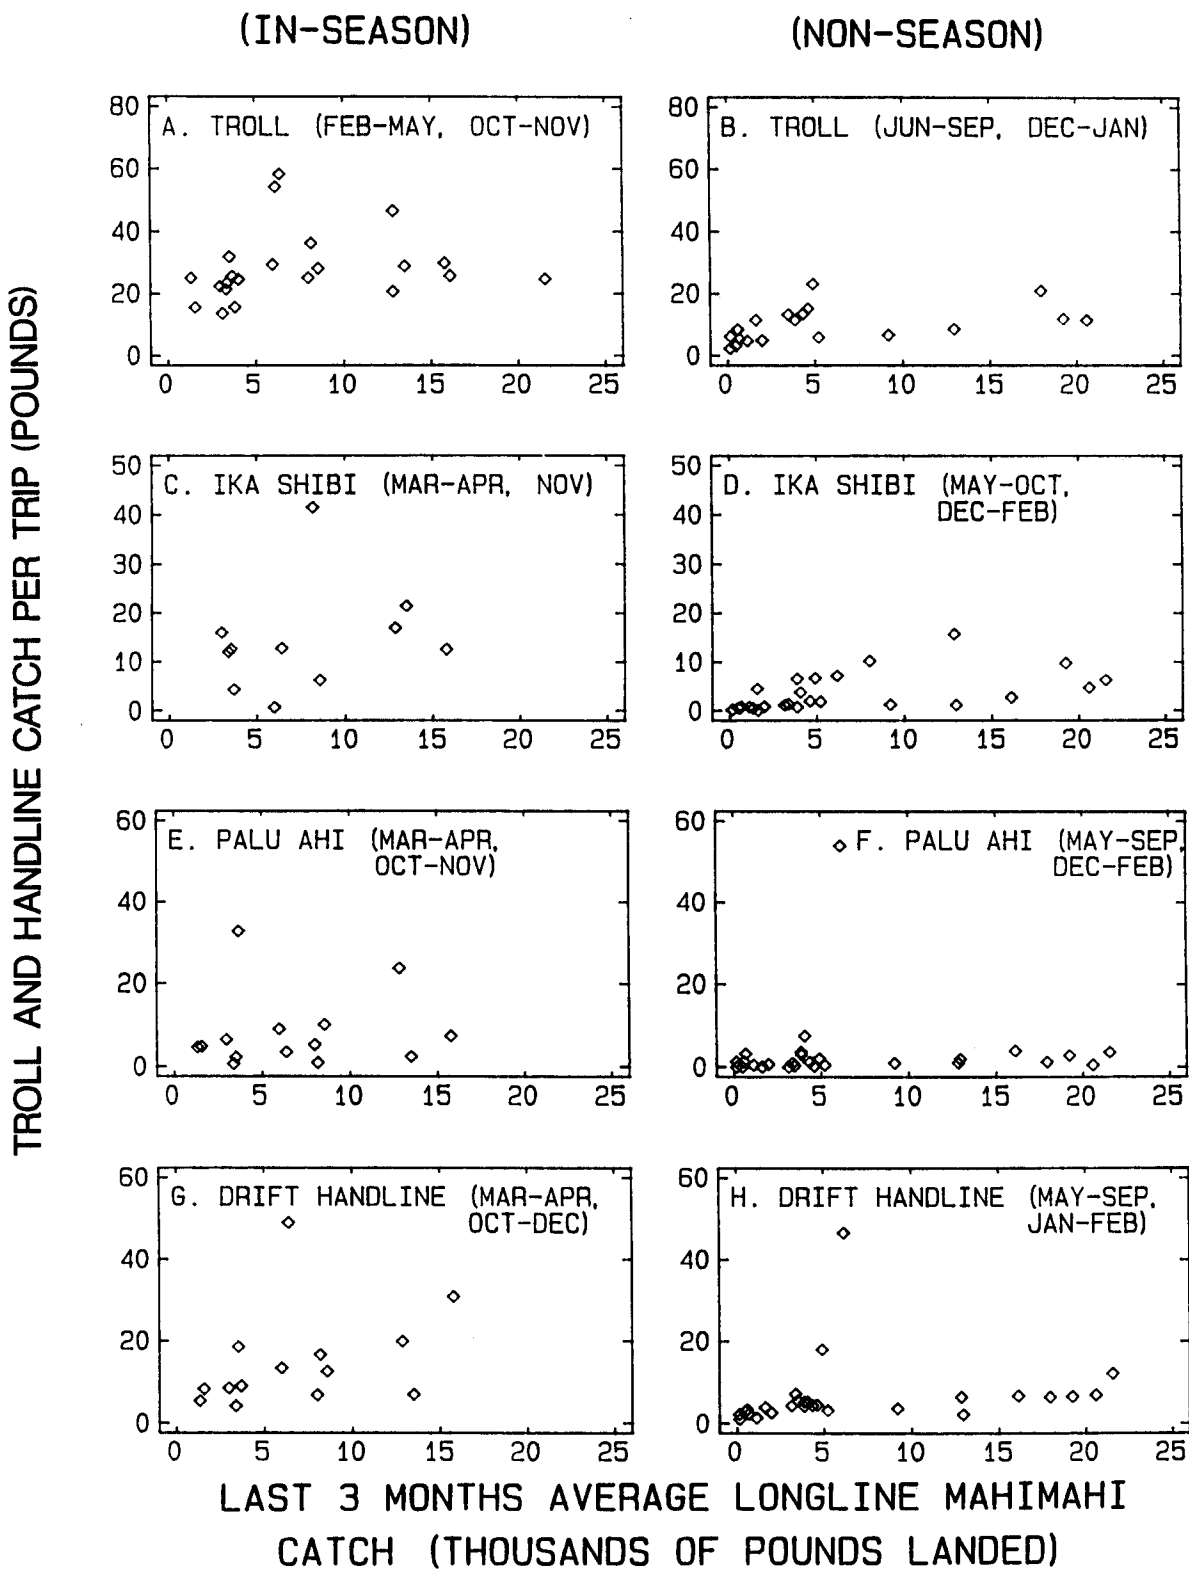 (IN-SEASON)
(NON-SEASON)
TROLL AND HANDLINE CATCH PER TRIP (POUNDS)
A. TROLL (FEB-MAY, OCT-NOV)
80
60
40
20
0
0 5 10 15 20 25
B. TROLL (JUN-SEP, DEC-JAN)
80
60
40
20
0
0 5 10 15 20 25
C. IKA SHIBI (MAR-APR, NOV)
50
40
30
20
10
0
0 5 10 15 20 25
D. IKA SHIBI (MAY-OCT,
DEC-FEB)
50
40
30
20
10
0
0 5 10 15 20 25
E. PALU AHI (MAR-APR,
OCT-NOV)
60
40
20
0
0 5 10 15 20 25
F. PALU AHI (MAY-SEP,
DEC-FEB)
60
40
20
0
0 5 10 15 20 25
G. DRIFT HANDLINE (MAR-APR,
OCT-DEC)
60
40
20
0
0 5 10 15 20 25
H. DRIFT HANDLINE (MAY-SEP,
JAN-FEB)
60
40
20
0
0 5 10 15 20 25
LAST 3 MONTHS AVERAGE LONGLINE MAHIMAHI
CATCH (THOUSANDS OF POUNDS LANDED)